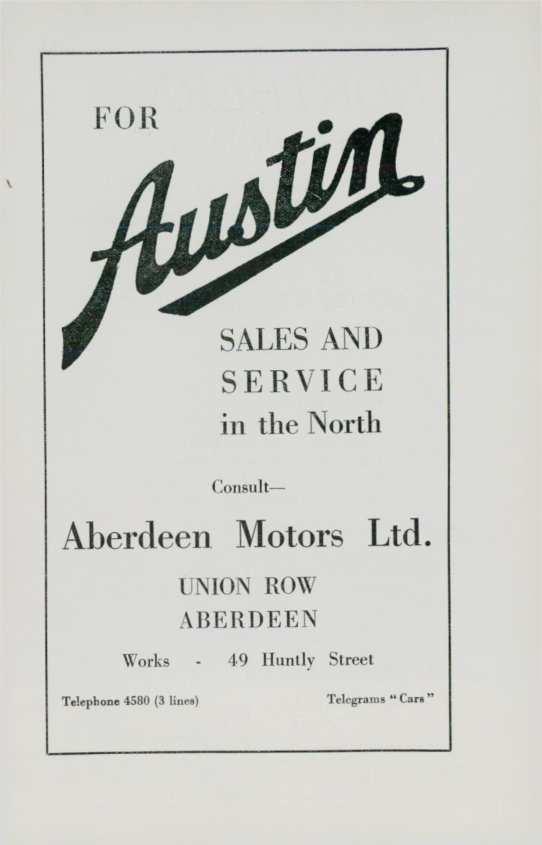 FOR
Austin
SALES AND
SERVICE
in the North
Consult—
Aberdeen Motors Ltd.
UNION ROW
ABERDEEN
Works - 49 Huntly Street
Telephone 4580 (3 lines) Telegrams “ Cars ”